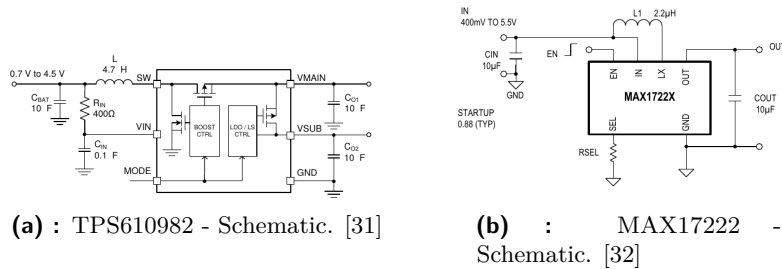 L
4.7 H
0.7 V to 4.5 V
SW
VMAIN
CBAT
10 F
RIN
400Ω
CO1
10 F
VIN
BOOST
CTRL
LDO / LS
CTRL
VSUB
CIN
0.1 F
CO2
10 F
MODE
GND
(a) : TPS610982 - Schematic. [31]
IN
400mV TO 5.5V
L1 2.2µH
CIN
10µF
EN
OU
GND
EN
IN
LX
OUT
MAX1722X
STARTUP
0.88 (TYP)
COUT
10µF
SEL
GND
RSEL
(b) : MAX17222 -
Schematic. [32]